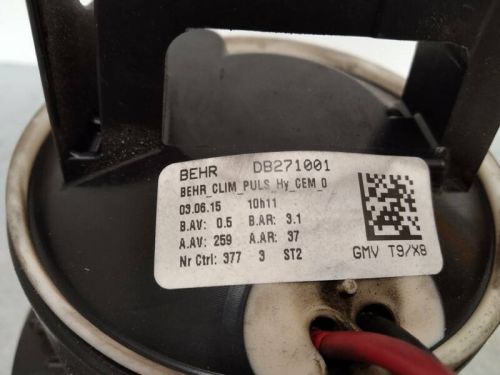 BEHR DB271001
BEHR_CLIM_PULS_Hy_CEM_0
09.06.15 10h11
B.AV: 0.5 B.AR: 3.1
A.AV: 259 A.AR: 37
Nr Ctrl: 377 3 ST2
GMV T9/X8